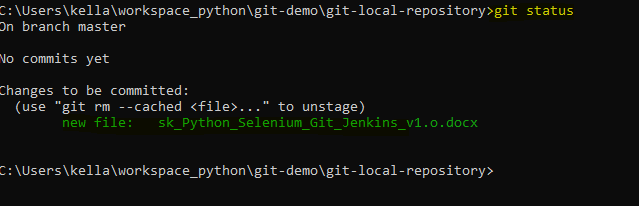 C:\Users\kella\workspace_python\git-demo\git-local-repository>git status
On branch master
No commits yet
Changes to be committed:
(use "git rm --cached <file>..." to unstage)
new file: sk_Python_Selenium_Git_Jenkins_v1.o.docx
C:\Users\kella\workspace_python\git-demo\git-local-repository>